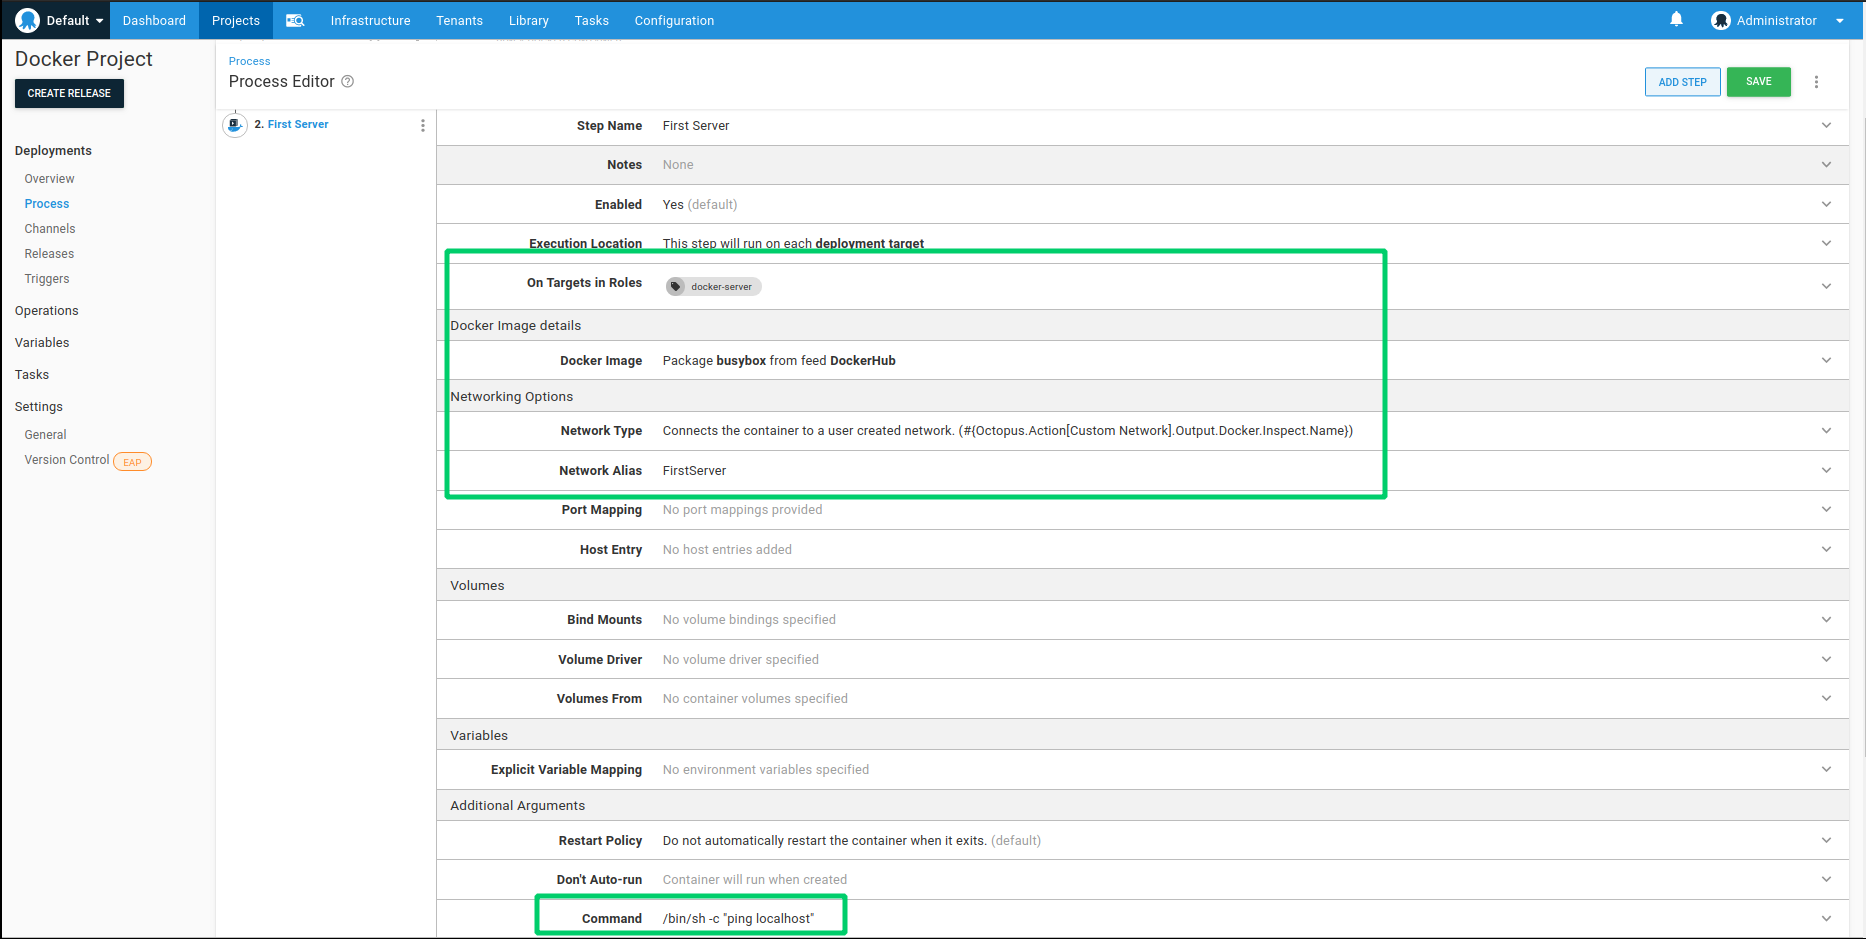 Default
Dashboard
Projects
Infrastructure
Tenants
Library
Tasks
Configuration
Administrator
Docker Project
CREATE RELEASE
Deployments
Overview
Process
Channels
Releases
Triggers
Operations
Variables
Tasks
Settings
General
Version Control EAP
Process
Process Editor ?
ADD STEP
SAVE
2. First Server
Step Name First Server
Notes None
Enabled Yes (default)
Execution Location This step will run on each deployment target
On Targets in Roles docker-server
Docker Image details
Docker Image Package busybox from feed DockerHub
Networking Options
Network Type Connects the container to a user created network. (#{Octopus.Action[Custom Network].Output.Docker.Inspect.Name})
Network Alias FirstServer
Port Mapping No port mappings provided
Host Entry No host entries added
Volumes
Bind Mounts No volume bindings specified
Volume Driver No volume driver specified
Volumes From No container volumes specified
Variables
Explicit Variable Mapping No environment variables specified
Additional Arguments
Restart Policy Do not automatically restart the container when it exits. (default)
Don't Auto-run Container will run when created
Command /bin/sh -c "ping localhost"